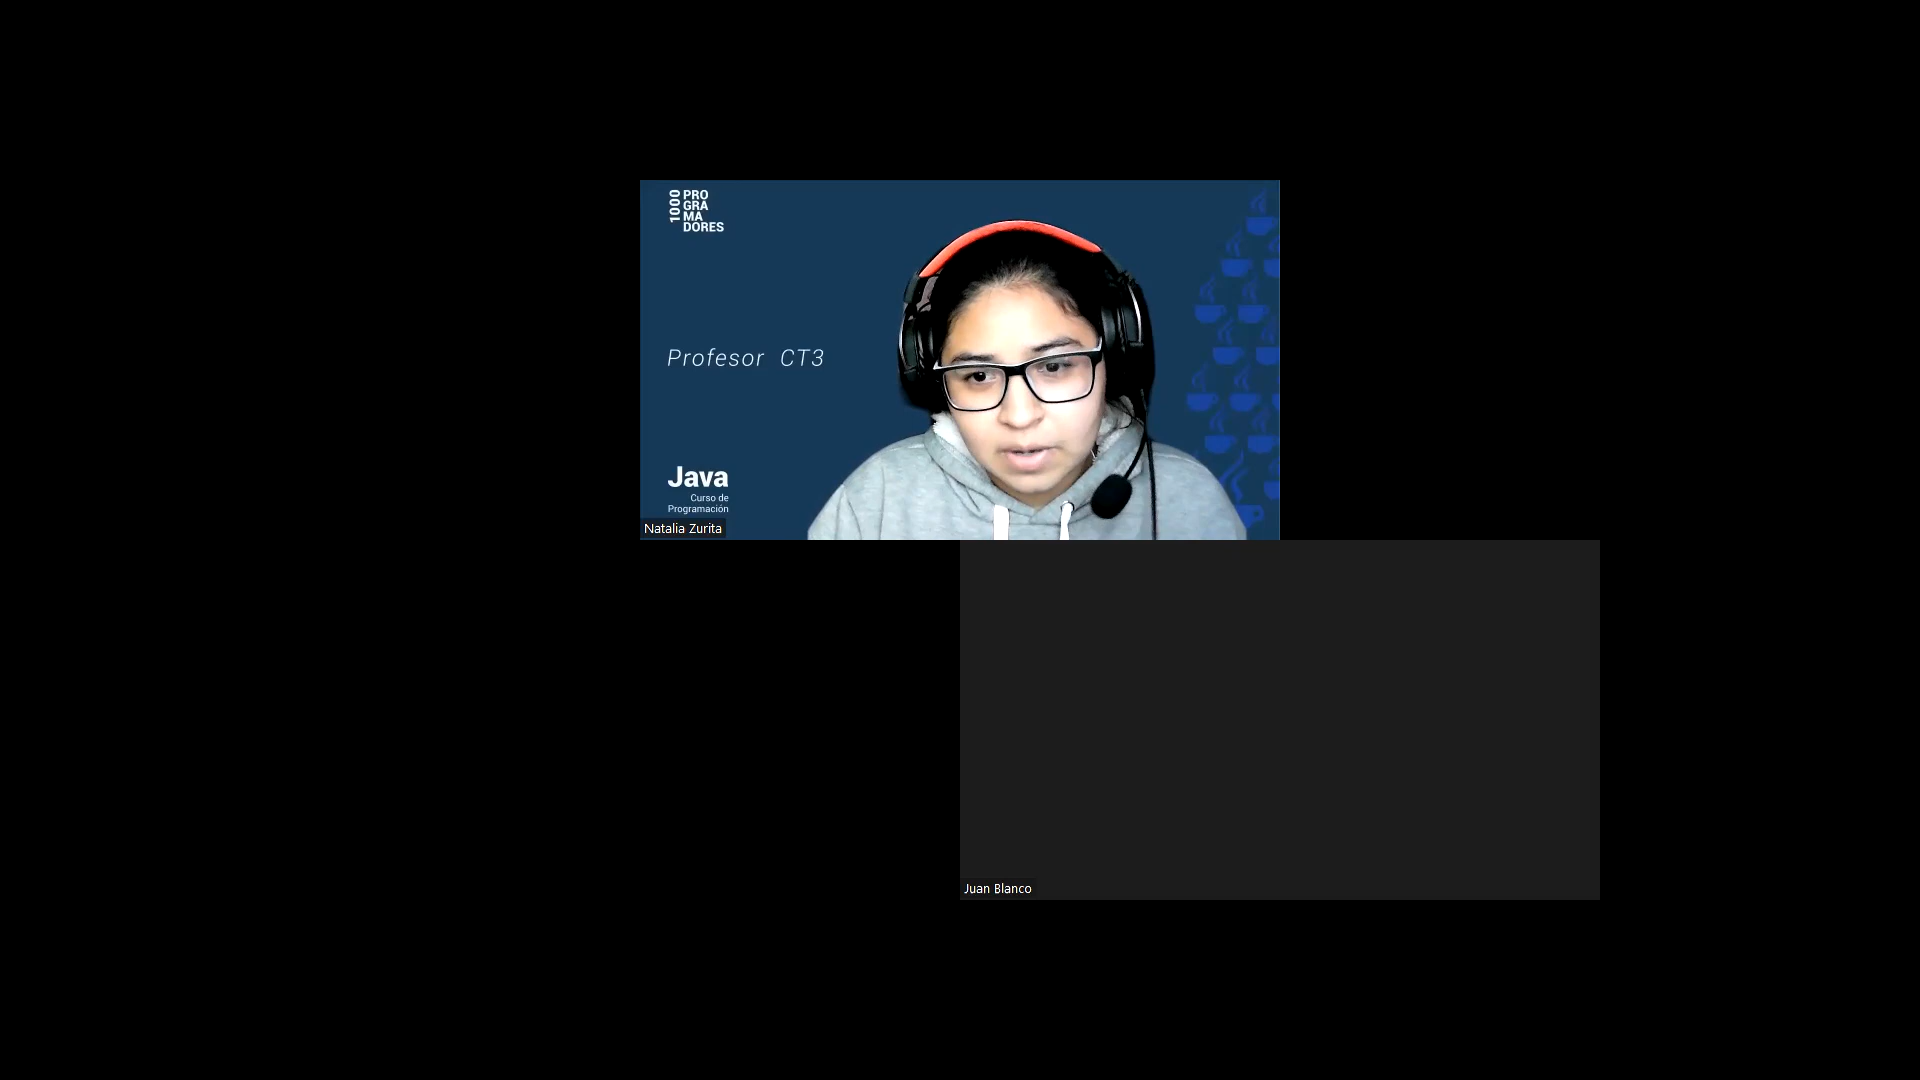 1000
PRO
GRA
MA
DORES
Profesor CT3
Java
Curso de
Programación
Natalia Zurita
Juan Blanco